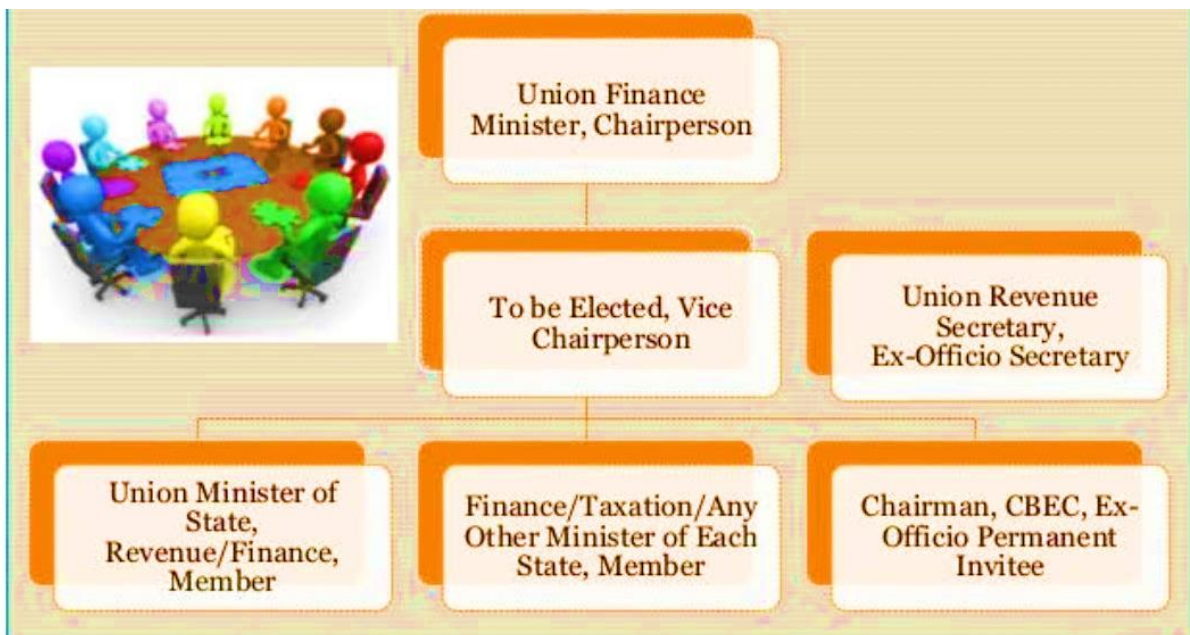 Union Finance
Minister, Chairperson
To be Elected, Vice
Chairperson
Union Revenue
Secretary,
Ex-Officio Secretary
Union Minister of
State,
Revenue/Finance,
Member
Finance/Taxation/Any
Other Minister of Each
State, Member
Chairman, CBEC, Ex-
Officio Permanent
Invitee